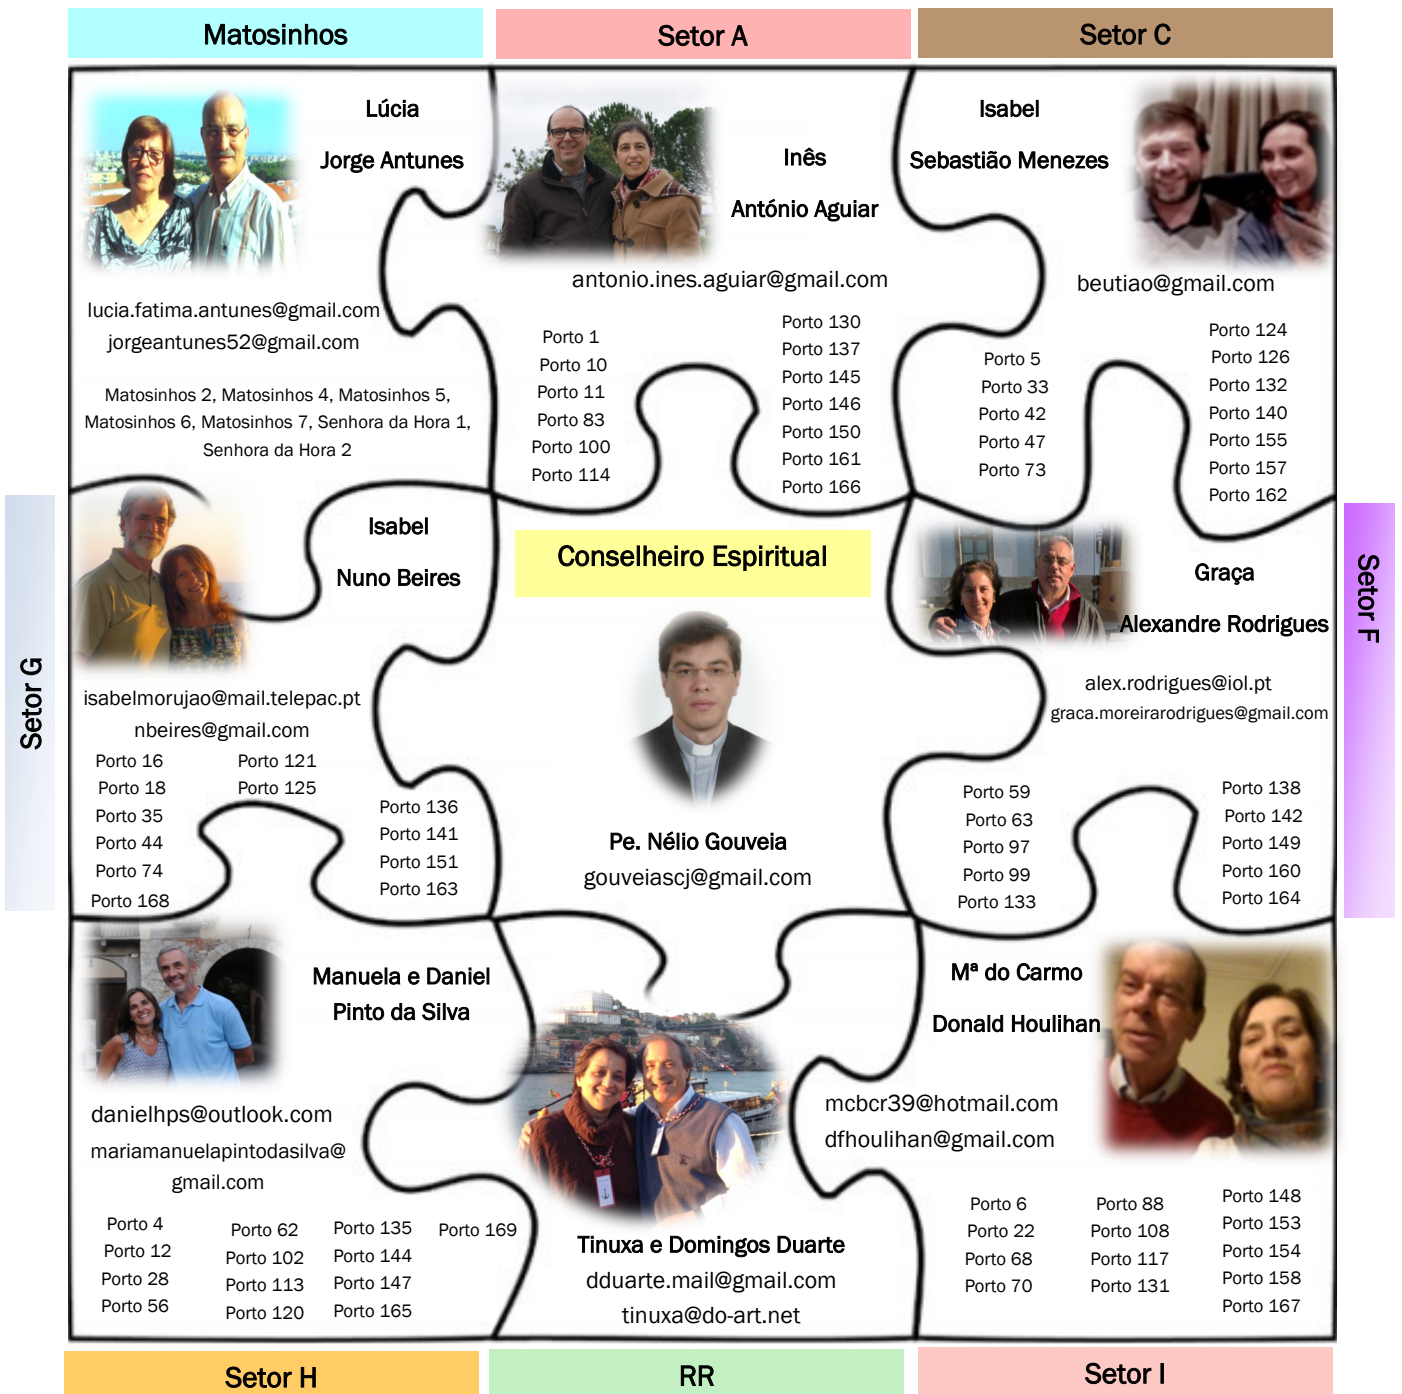 Matosinhos
Setor A
Setor C
Lúcia
Jorge Antunes
lucia.fatima.antunes@gmail.com
jorgeantunes52@gmail.com
Matosinhos 2, Matosinhos 4, Matosinhos 5,
Matosinhos 6, Matosinhos 7, Senhora da Hora 1,
Senhora da Hora 2
Inês
António Aguiar
antonio.ines.aguiar@gmail.com
Porto 1
Porto 10
Porto 11
Porto 83
Porto 100
Porto 114
Porto 130
Porto 137
Porto 145
Porto 146
Porto 150
Porto 161
Porto 166
Isabel
Sebastião Menezes
beutiao@gmail.com
Porto 5
Porto 33
Porto 42
Porto 47
Porto 73
Porto 124
Porto 126
Porto 132
Porto 140
Porto 155
Porto 157
Porto 162
Setor G
Isabel
Nuno Beires
isabelmorujao@mail.telepac.pt
nbeires@gmail.com
Porto 16
Porto 18
Porto 35
Porto 44
Porto 74
Porto 168
Porto 121
Porto 125
Porto 136
Porto 141
Porto 151
Porto 163
Conselheiro Espiritual
Pe. Nélio Gouveia
gouveiascj@gmail.com
Setor F
Graça
Alexandre Rodrigues
alex.rodrigues@iol.pt
graca.moreirarodrigues@gmail.com
Porto 59
Porto 63
Porto 97
Porto 99
Porto 133
Porto 138
Porto 142
Porto 149
Porto 160
Porto 164
Manuela e Daniel
Pinto da Silva
danielhps@outlook.com
mariamanuelapintodasilva@
gmail.com
Porto 4
Porto 12
Porto 28
Porto 56
Porto 62
Porto 102
Porto 113
Porto 120
Porto 135
Porto 144
Porto 147
Porto 165
Porto 169
Tinuxa e Domingos Duarte
dduarte.mail@gmail.com
tinuxa@do-art.net
Mª do Carmo
Donald Houlihan
mcbcr39@hotmail.com
dfhoulihan@gmail.com
Porto 6
Porto 22
Porto 68
Porto 70
Porto 88
Porto 108
Porto 117
Porto 131
Porto 148
Porto 153
Porto 154
Porto 158
Porto 167
Setor H
RR
Setor I